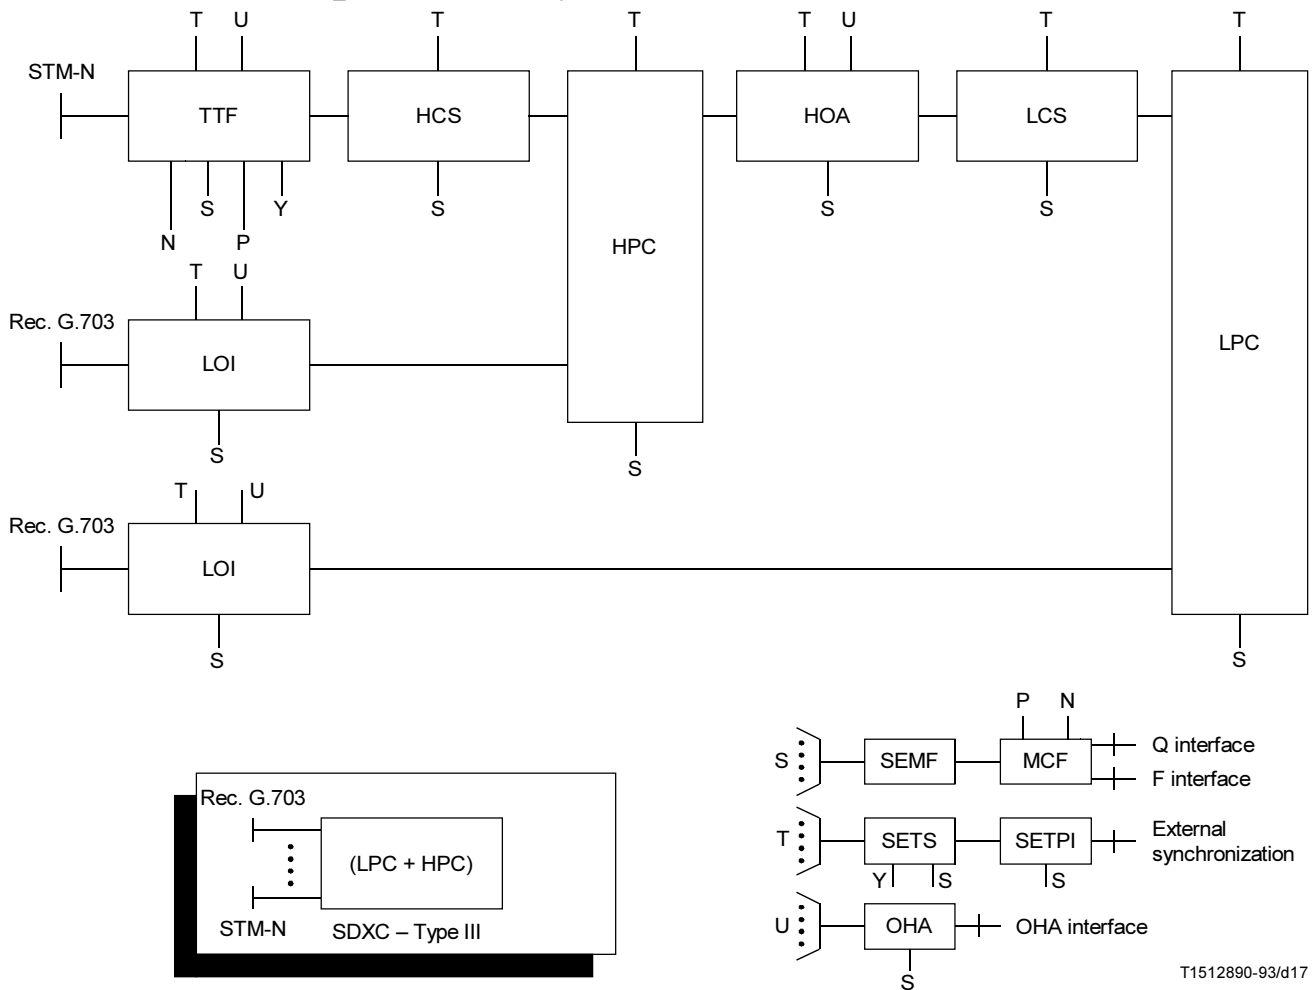 T U T T T U T T
STM-N
TTF HCS HOA LCS
S Y S S S
N P
HPC
T U
Rec. G.703
LOI
LPC
S
S
T U
Rec. G.703
LOI
S
S
P N
S SEMF MCF Q interface
F interface
Rec. G.703
T SETS SETPI External
synchronization
(LPC + HPC)
Y S S
STM-N
SDXC – Type III
U OHA OHA interface
S
T1512890-93/d17